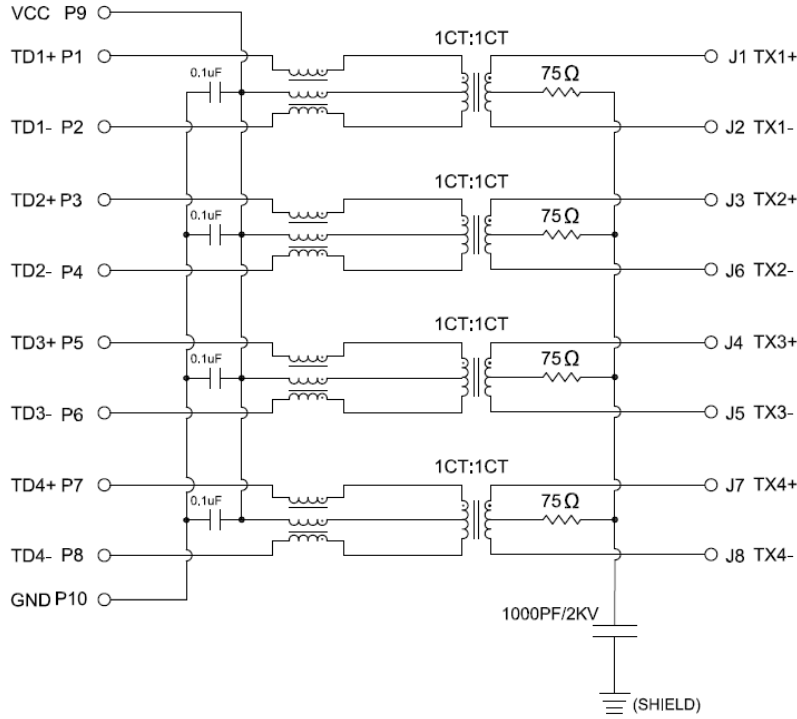 VCC P9
1CT:1CT
TD1+ P1
J1 TX1+
0.1uF
75Ω
TD1- P2
J2 TX1-
1CT:1CT
TD2+ P3
J3 TX2+
0.1uF
75Ω
TD2- P4
J6 TX2-
1CT:1CT
TD3+ P5
J4 TX3+
0.1uF
75Ω
TD3- P6
J5 TX3-
1CT:1CT
TD4+ P7
J7 TX4+
0.1uF
75Ω
TD4- P8
J8 TX4-
GND P10
1000PF/2KV
(SHIELD)